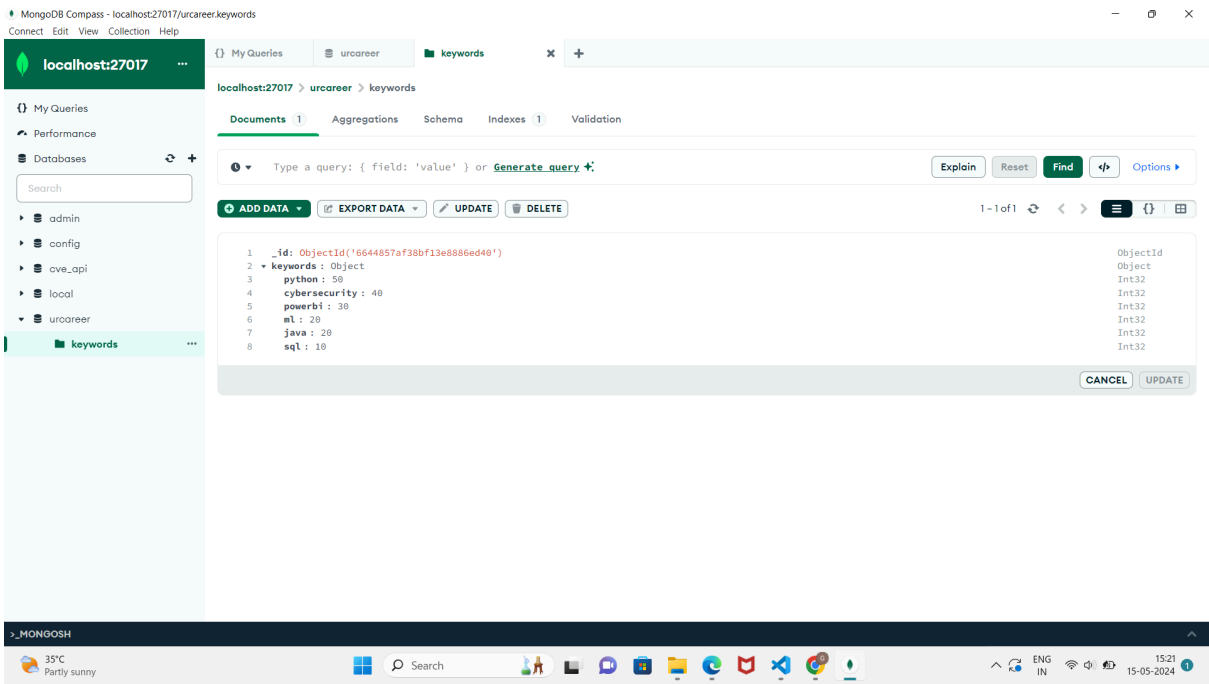 MongoDB Compass - localhost:27017/urcareer.keywords
Connect Edit View Collection Help
localhost:27017 ...
{} My Queries
urcareer
keywords
localhost:27017 > urcareer > keywords
{} My Queries
Performance
Databases
Search
admin
config
cve_api
local
urcareer
keywords ...
Documents 1 Aggregations Schema Indexes 1 Validation
Type a query: { field: 'value' } or Generate query
Explain Reset Find </> Options
ADD DATA EXPORT DATA UPDATE DELETE
1 – 1 of 1 {}
1 _id: ObjectId('6644857af38bf13e8886ed40') ObjectId
2 keywords : Object Object
3 python : 50 Int32
4 cybersecurity : 40 Int32
5 powerbi : 30 Int32
6 ml : 20 Int32
7 java : 20 Int32
8 sql : 10 Int32
CANCEL UPDATE
>_MONGOSH
35°C
Partly sunny
Search
ENG
IN
15:21
15-05-2024
1